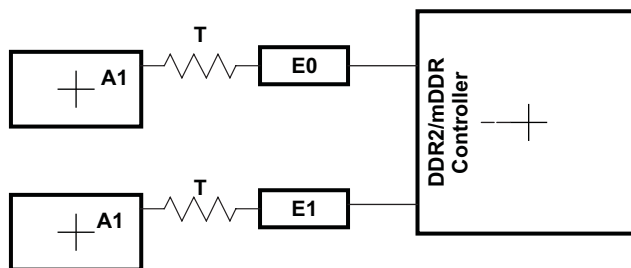 T
A1
E0
DDR2/mDDR
Controller
T
A1
E1